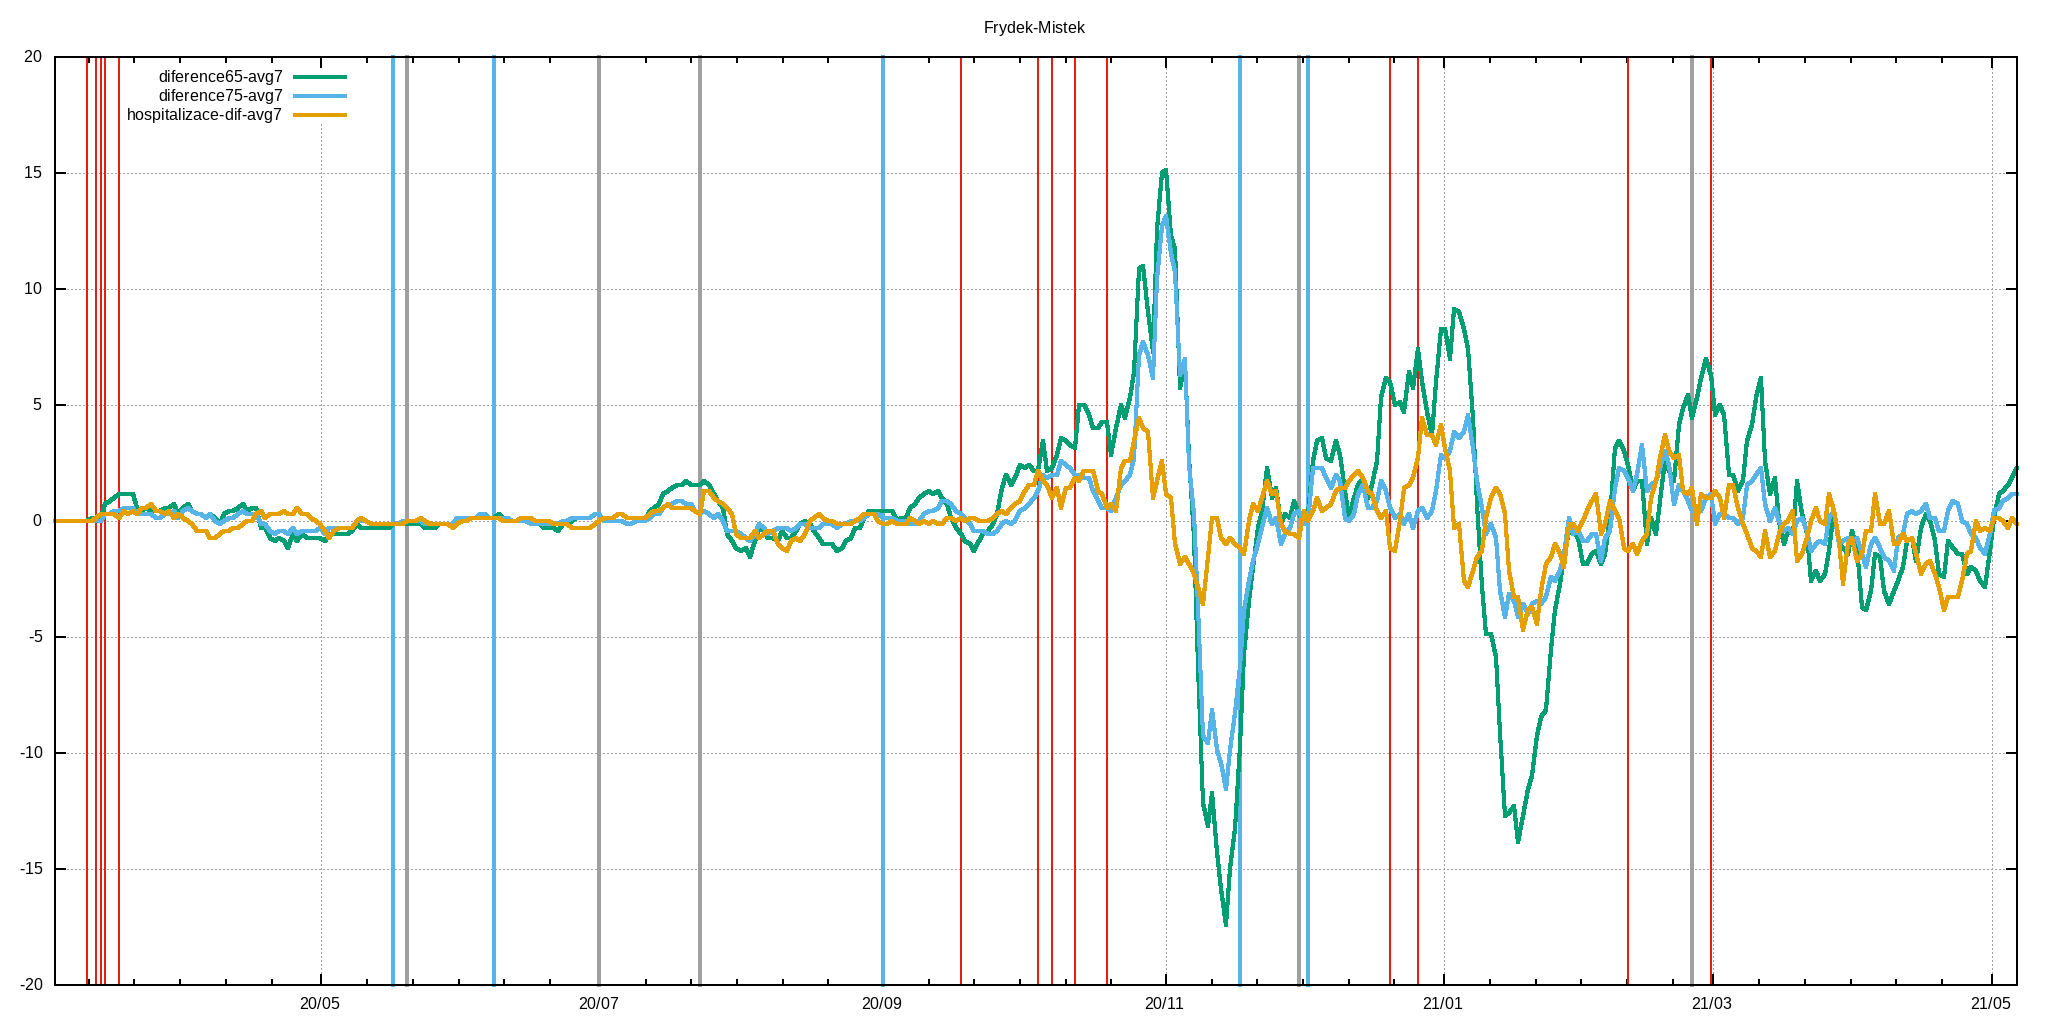 Frydek-Mistek
20
15
10
5
0
-5
-10
-15
-20
diference65-avg7
diference75-avg7
hospitalizace-dif-avg7
20/05 20/07 20/09 20/11 21/01 21/03 21/05